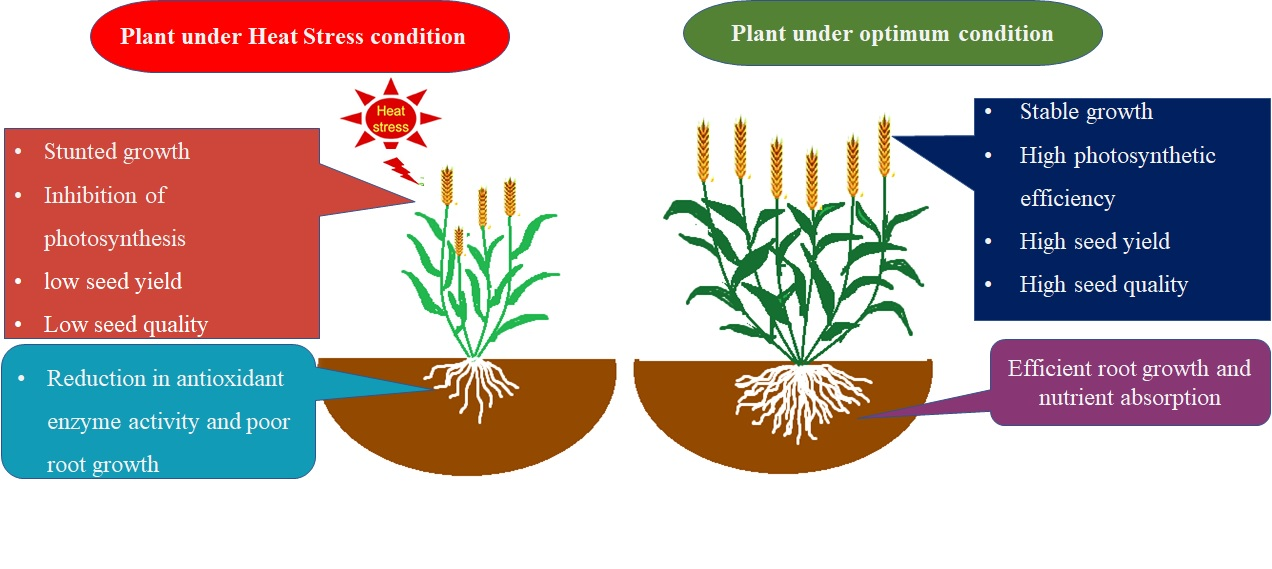 Plant under Heat Stress condition
Plant under optimum condition
Heat
stress
• Stunted growth
• Inhibition of
photosynthesis
• low seed yield
• Low seed quality
• Reduction in antioxidant
enzyme activity and poor
root growth
• Stable growth
• High photosynthetic
efficiency
• High seed yield
• High seed quality
Efficient root growth and
nutrient absorption